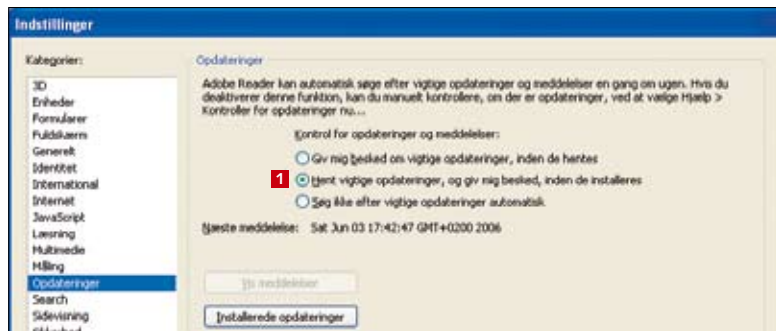 Indstillinger
Kategorier:
3D
Enheder
Formularer
Fuldskærm
Generelt
Identitet
International
Internet
JavaScript
Læsning
Multimedie
Måling
Opdateringer
Search
Sidevisning
Sikkerhed
Opdateringer
Adobe Reader kan automatisk søge efter vigtige opdateringer og meddelelser en gang om ugen. Hvis du
deaktiverer denne funktion, kan du manuelt kontrollere, om der er opdateringer, ved at vælge Hjælp >
Kontroller for opdateringer nu...
Kontrol for opdateringer og meddelelser:
Giv mig besked om vigtige opdateringer, inden de hentes
1 Hent vigtige opdateringer, og giv mig besked, inden de installeres
Søg ikke efter vigtige opdateringer automatisk
Næste meddelelse: Sat Jun 03 17:42:47 GMT+0200 2006
Vis meddelelser
Installerede opdateringer